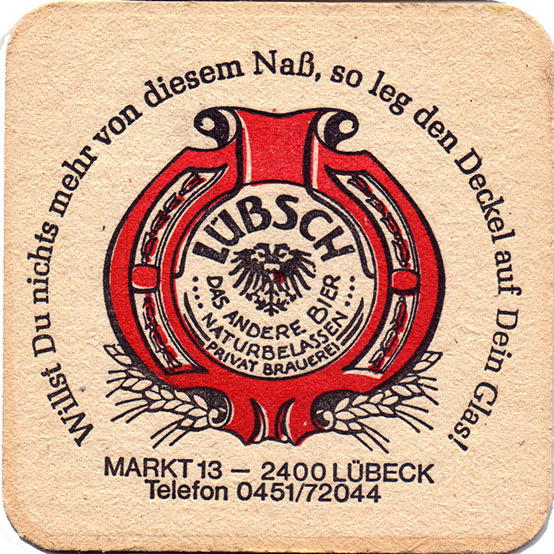 Willst Du nichts mehr von diesem Naß, so leg den Deckel auf Dein Glas!
LÜBSCH
DAS ANDERE BIER
.... NATURBELASSEN ....
PRIVAT BRAUEREI
MARKT 13 – 2400 LÜBECK
Telefon 0451/72044